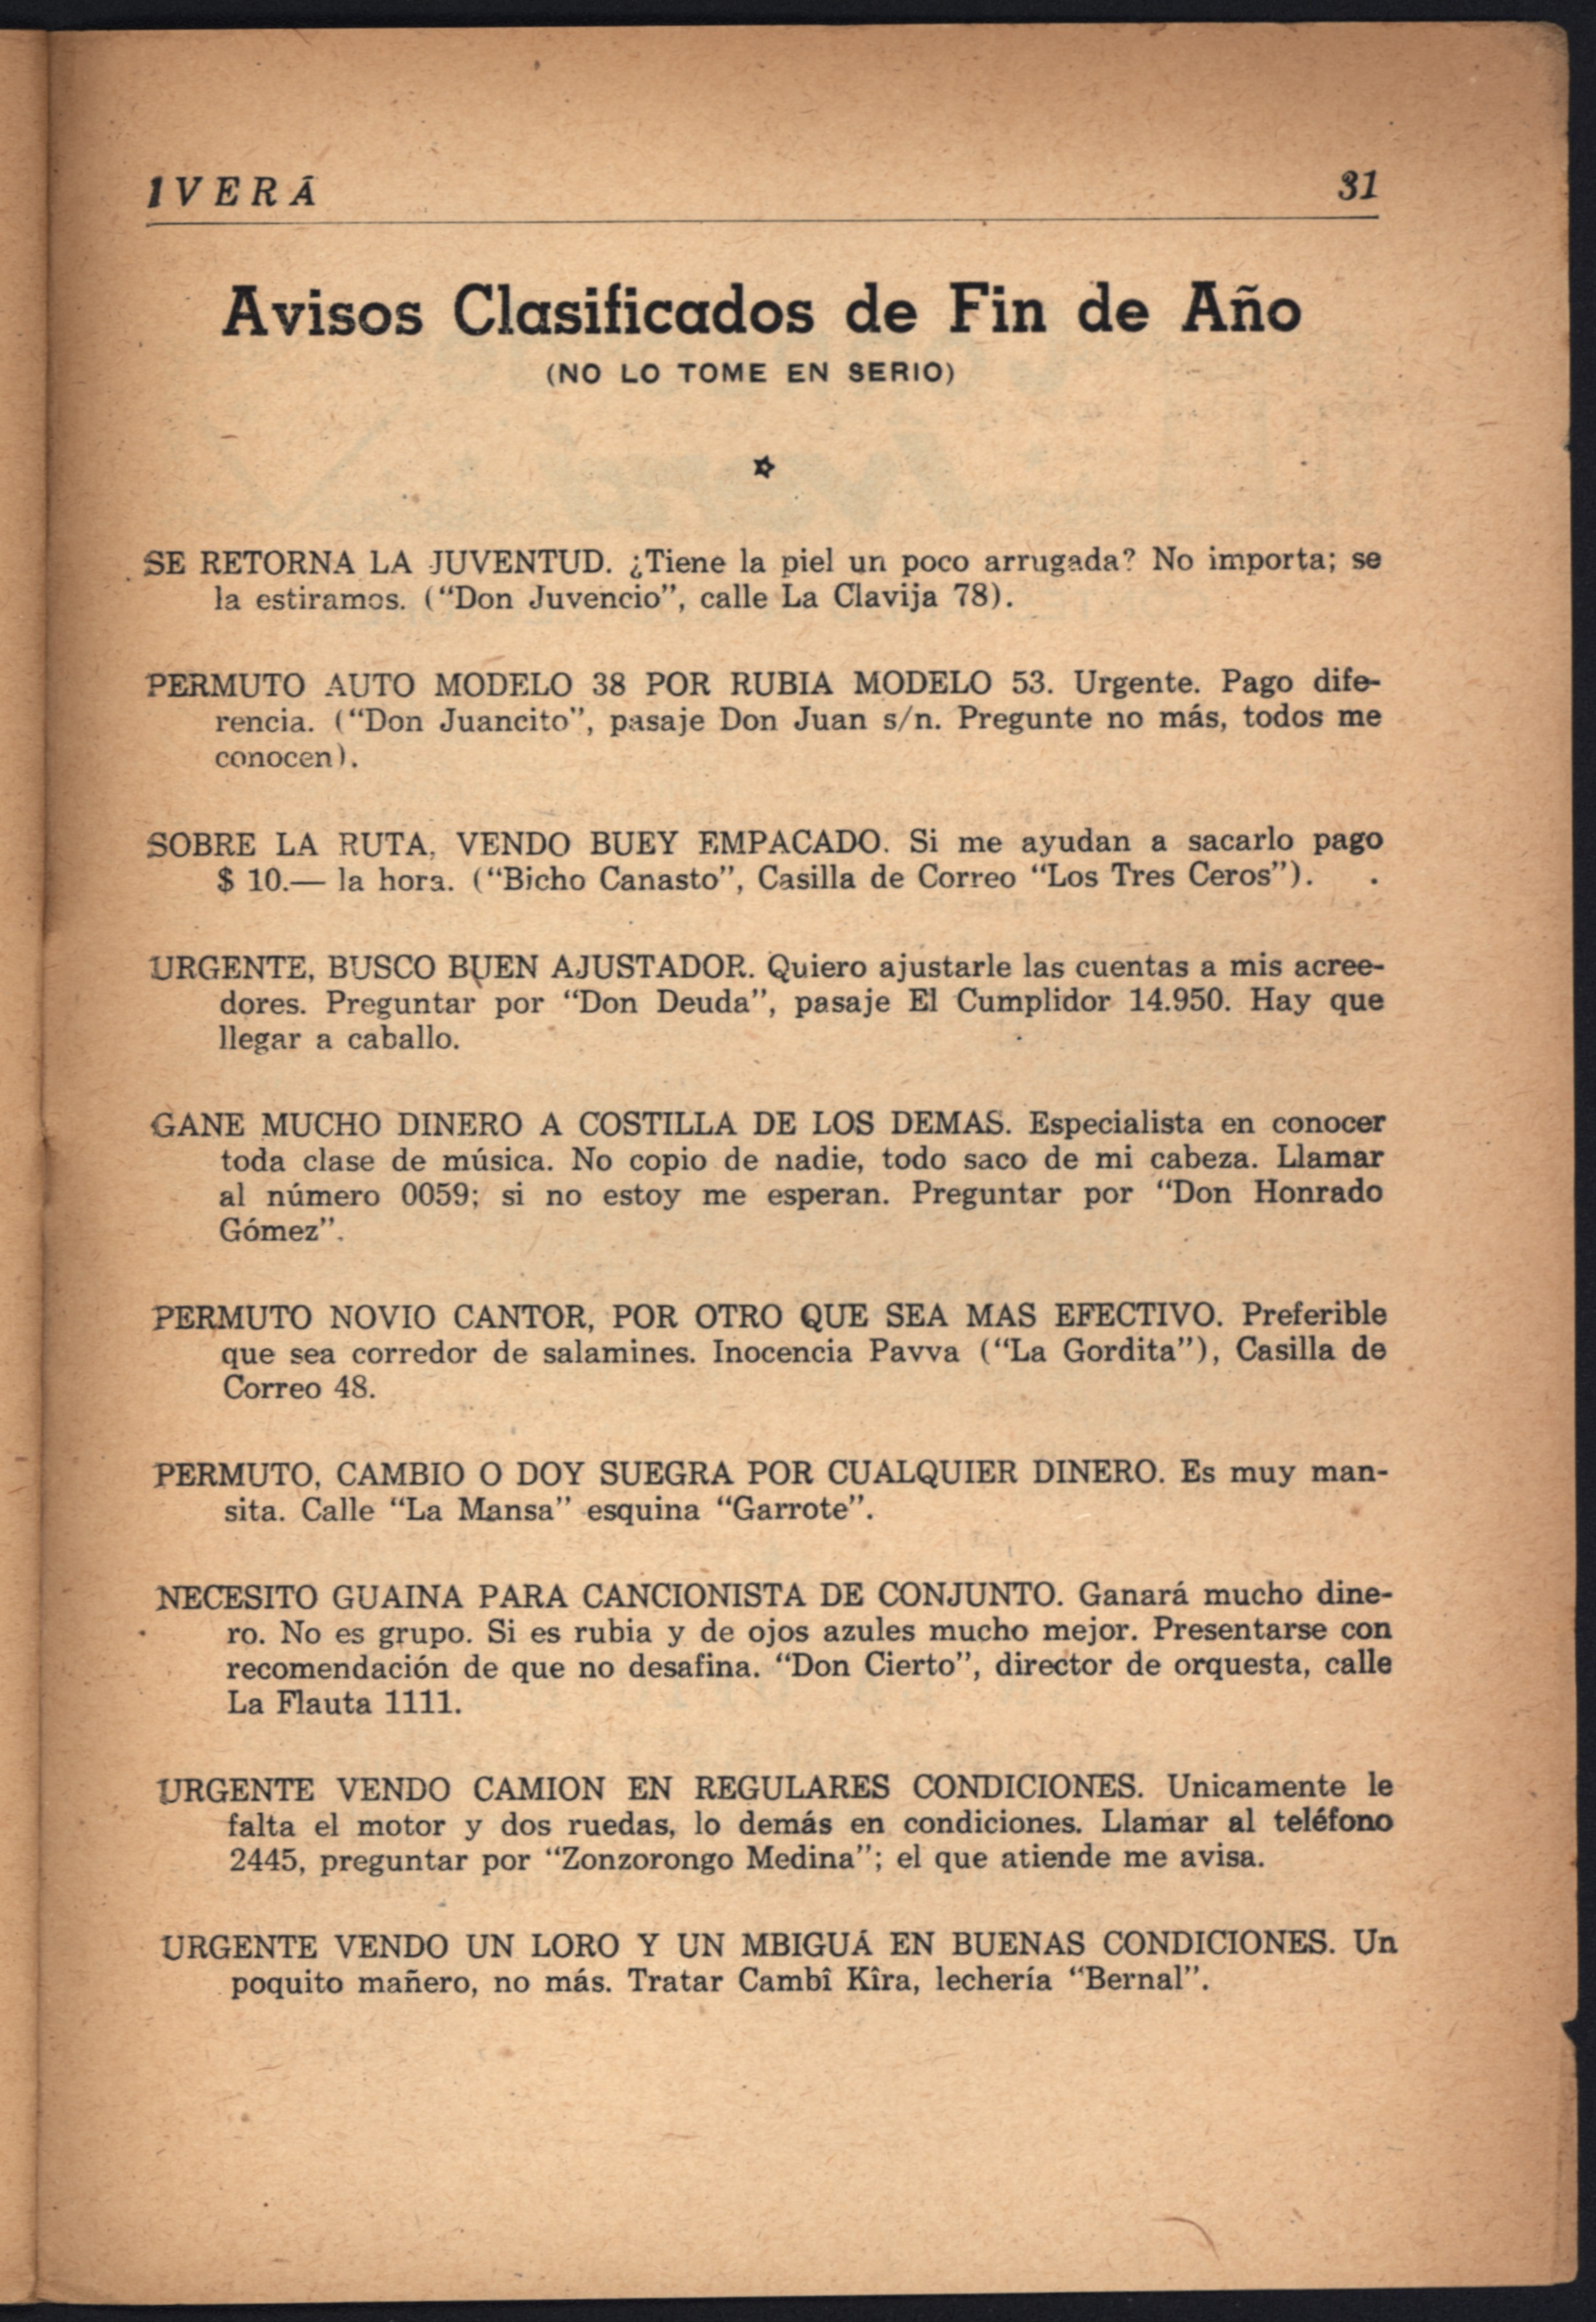 IVERÁ 31
Avisos Clasificados de Fin de Año
(NO LO TOME EN SERIO)
SE RETORNA LA JUVENTUD. ¿Tiene la piel un poco arrugada? No importa; se
la estiramos. (“Don Juvencio”, calle La Clavija 78).
PERMUTO AUTO MODELO 38 POR RUBIA MODELO 53. Urgente. Pago dife-
rencia. (“Don Juancito”, pasaje Don Juan s/n. Pregunte no más, todos me
conocen).
SOBRE LA RUTA, VENDO BUEY EMPACADO. Si me ayudan a sacarlo pago
$ 10.— la hora. (“Bicho Canasto”, Casilla de Correo “Los Tres Ceros”).
URGENTE, BUSCO BUEN AJUSTADOR. Quiero ajustarle las cuentas a mis acree-
dores. Preguntar por “Don Deuda”, pasaje El Cumplidor 14.950. Hay que
llegar a caballo.
GANE MUCHO DINERO A COSTILLA DE LOS DEMAS. Especialista en conocer
toda clase de música. No copio de nadie, todo saco de mi cabeza. Llamar
al número 0059; si no estoy me esperan. Preguntar por “Don Honrado
Gómez”.
PERMUTO NOVIO CANTOR, POR OTRO QUE SEA MAS EFECTIVO. Preferible
que sea corredor de salamines. Inocencia Pavva (“La Gordita”), Casilla de
Correo 48.
PERMUTO, CAMBIO O DOY SUEGRA POR CUALQUIER DINERO. Es muy man-
sita. Calle “La Mansa” esquina “Garrote”.
NECESITO GUAINA PARA CANCIONISTA DE CONJUNTO. Ganará mucho dine-
ro. No es grupo. Si es rubia y de ojos azules mucho mejor. Presentarse con
recomendación de que no desafina. “Don Cierto”, director de orquesta, calle
La Flauta 1111.
URGENTE VENDO CAMION EN REGULARES CONDICIONES. Unicamente le
falta el motor y dos ruedas, lo demás en condiciones. Llamar al teléfono
2445, preguntar por “Zonzorongo Medina”; el que atiende me avisa.
URGENTE VENDO UN LORO Y UN MBIGUÁ EN BUENAS CONDICIONES. Un
poquito mañero, no más. Tratar Cambî Kîra, lechería “Bernal”.